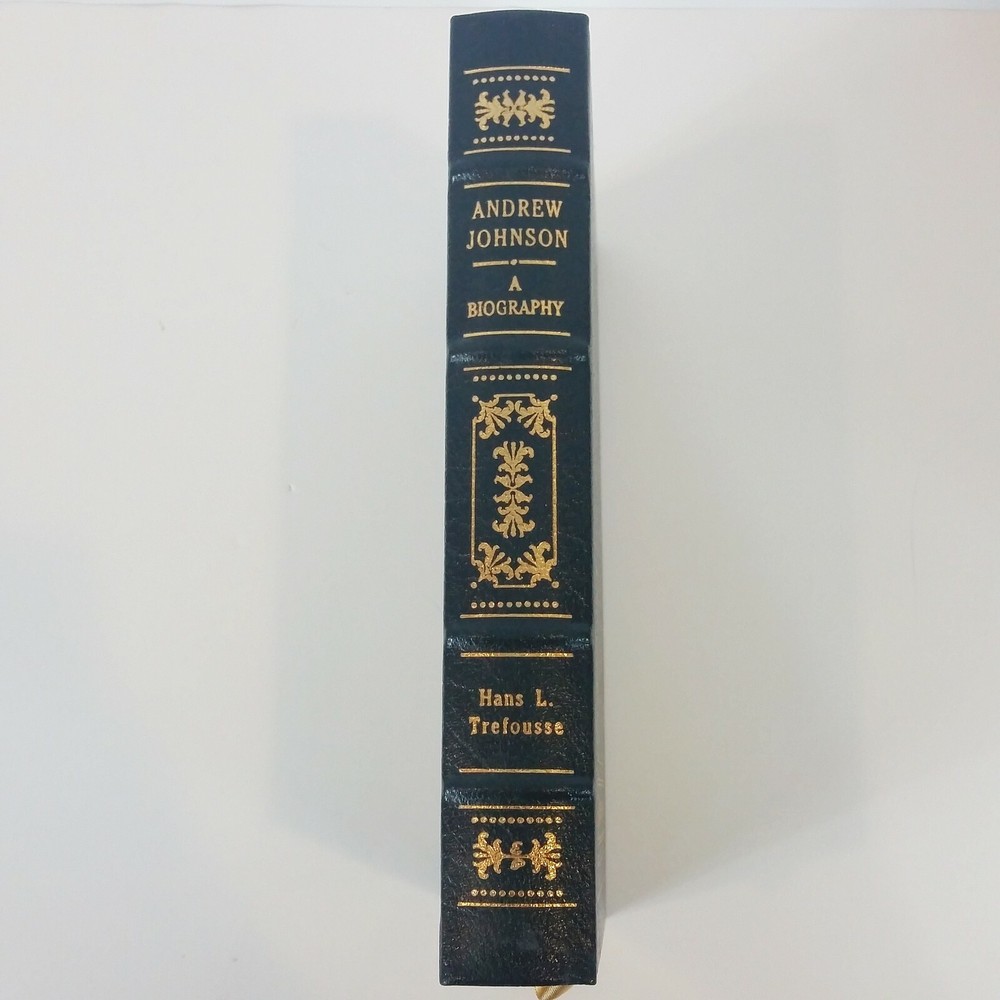 ANDREW
JOHNSON
A
BIOGRAPHY
Hans L.
Trefousse